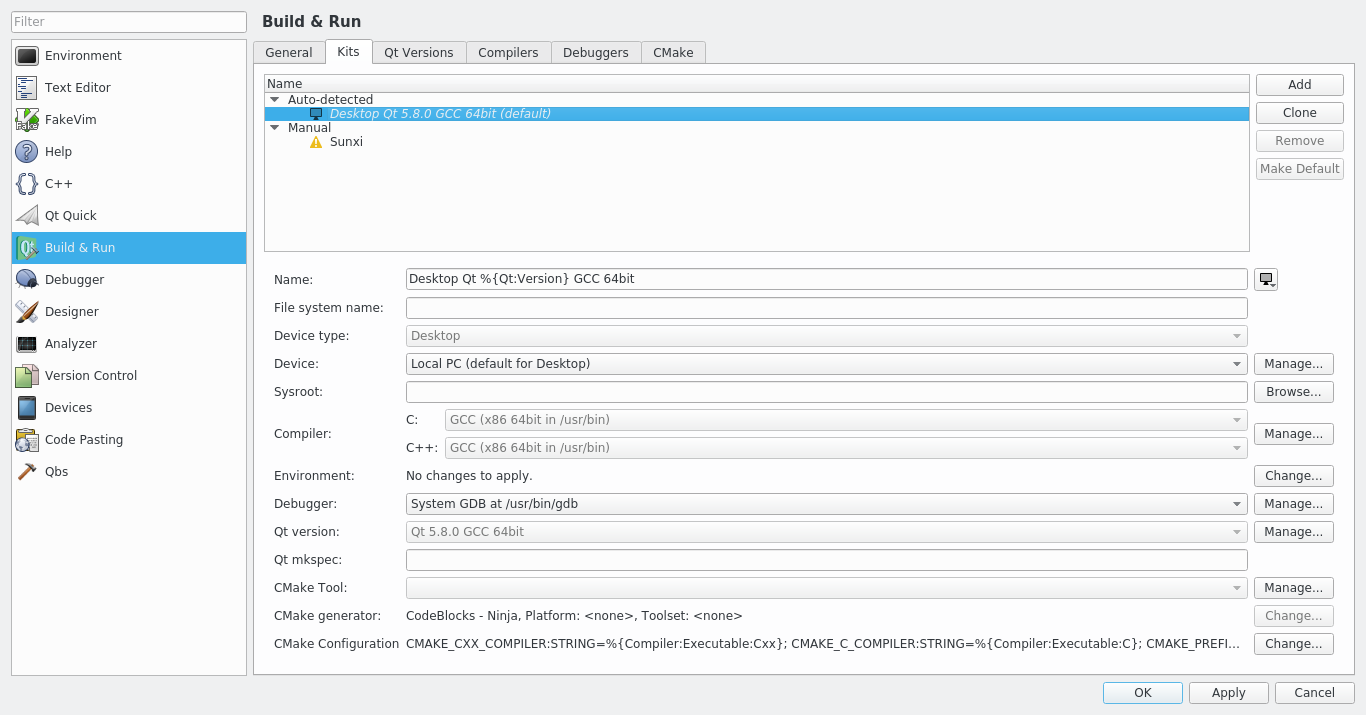 Filter
Environment
Text Editor
FakeVim
Help
C++
Qt Quick
Build & Run
Debugger
Designer
Analyzer
Version Control
Devices
Code Pasting
Qbs
Build & Run
General Kits Qt Versions Compilers Debuggers CMake
Name
Auto-detected
Desktop Qt 5.8.0 GCC 64bit (default)
Manual
Sunxi
Add
Clone
Remove
Make Default
Name: Desktop Qt %{Qt:Version} GCC 64bit
File system name:
Device type: Desktop
Device: Local PC (default for Desktop) Manage...
Sysroot: Browse...
Compiler: Manage...
C: GCC (x86 64bit in /usr/bin)
C++: GCC (x86 64bit in /usr/bin)
Environment: No changes to apply. Change...
Debugger: System GDB at /usr/bin/gdb Manage...
Qt version: Qt 5.8.0 GCC 64bit Manage...
Qt mkspec:
CMake Tool: Manage...
CMake generator: CodeBlocks - Ninja, Platform: <none>, Toolset: <none> Change...
CMake Configuration CMAKE_CXX_COMPILER:STRING=%{Compiler:Executable:Cxx}; CMAKE_C_COMPILER:STRING=%{Compiler:Executable:C}; CMAKE_PREFI... Change...
OK Apply Cancel